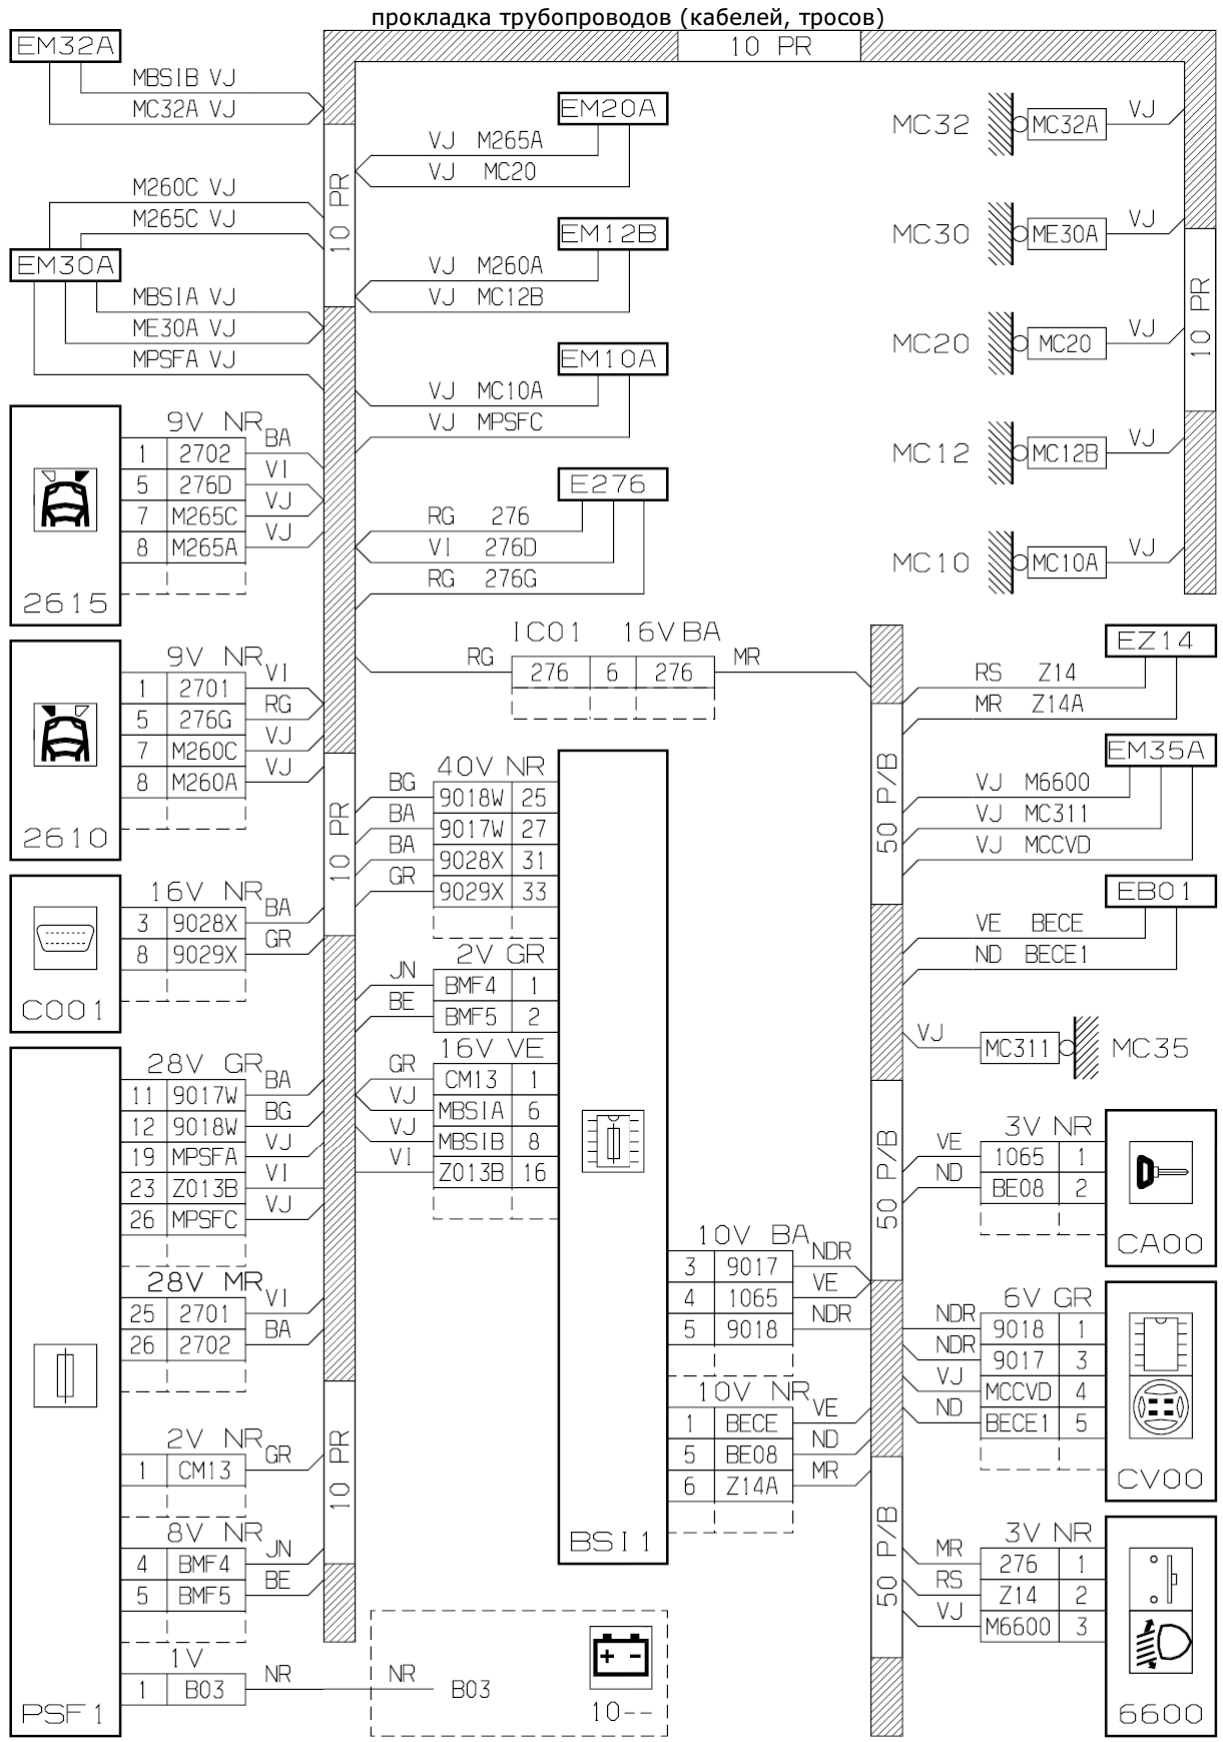 прокладка трубопроводов (кабелей, тросов)
10 PR
EM32A
MBSIB VJ
MC32A VJ
M260C VJ
M265C VJ
EM30A
MBSIA VJ
ME30A VJ
MPSFA VJ
10 PR
EM20A
VJ M265A
VJ MC20
EM12B
VJ M260A
VJ MC12B
EM10A
VJ MC10A
VJ MPSFC
E276
RG 276
VI 276D
RG 276G
MC32 MC32A VJ
MC30 ME30A VJ
MC20 MC20 VJ
MC12 MC12B VJ
MC10 MC10A VJ
10 PR
9V NR
1 2702 BA
5 276D VI
7 M265C VJ
8 M265A VJ
2615
9V NR
1 2701 VI
5 276G RG
7 M260C VJ
8 M260A VJ
2610
16V NR
3 9028X BA
8 9029X GR
C001
IC01 16V BA
RG 276 6 276 MR
10 PR
40V NR
BG 9018W 25
BA 9017W 27
BA 9028X 31
GR 9029X 33
2V GR
JN BMF4 1
BE BMF5 2
16V VE
GR CM13 1
VJ MBSIA 6
VJ MBSIB 8
VI Z013B 16
28V GR
11 9017W BA
12 9018W BG
19 MPSFA VJ
23 Z013B VI
26 MPSFC VJ
28V MR
25 2701 VI
26 2702 BA
2V NR
1 CM13 GR
8V NR
4 BMF4 JN
5 BMF5 BE
1V
1 B03 NR
PSF1
10 PR
NR B03
10--
10V BA
3 9017 NDR
4 1065 VE
5 9018 NDR
10V NR
1 BECE VE
5 BE08 ND
6 Z14A MR
BSI1
EZ14
RS Z14
MR Z14A
50 P/B
EM35A
VJ M6600
VJ MC311
VJ MCCVD
EB01
VE BECE
ND BECE1
VJ MC311 MC35
50 P/B
3V NR
VE 1065 1
ND BE08 2
CA00
6V GR
NDR 9018 1
NDR 9017 3
VJ MCCVD 4
ND BECE1 5
CV00
50 P/B
3V NR
MR 276 1
RS Z14 2
VJ M6600 3
6600